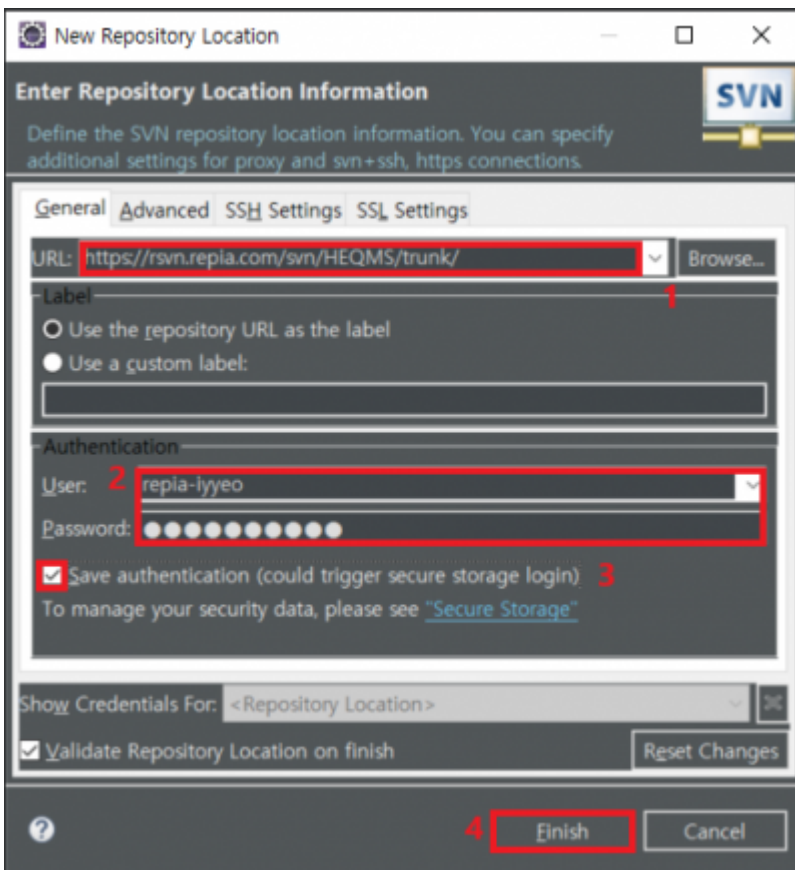 New Repository Location
Enter Repository Location Information
SVN
Define the SVN repository location information. You can specify
additional settings for proxy and svn+ssh, https connections.
General Advanced SSH Settings SSL Settings
URL: https://rsvn.repia.com/svn/HEQMS/trunk/ Browse...
1
Label
Use the repository URL as the label
Use a custom label:
Authentication
User: 2 repia-iyyeo
Password: ●●●●●●●●●●
Save authentication (could trigger secure storage login) 3
To manage your security data, please see "Secure Storage"
Show Credentials For: <Repository Location>
Validate Repository Location on finish Reset Changes
? 4 Finish Cancel